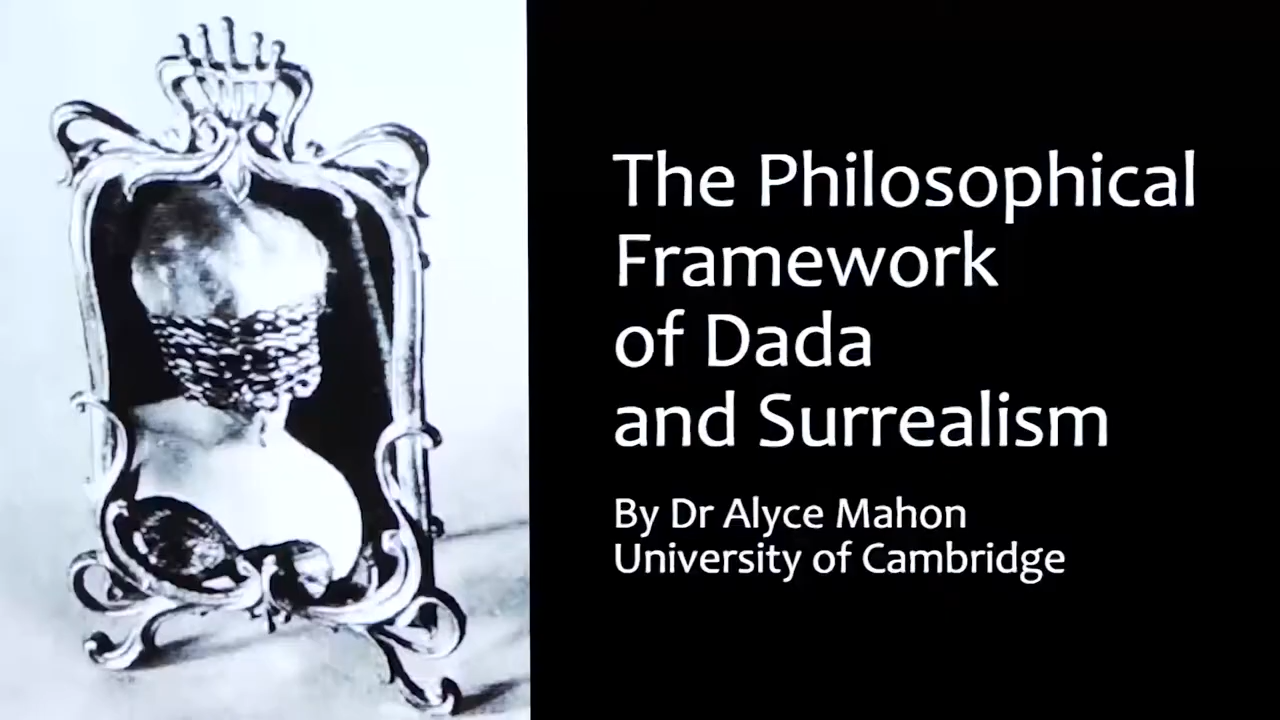 The Philosophical
Framework
of Dada
and Surrealism
By Dr Alyce Mahon
University of Cambridge